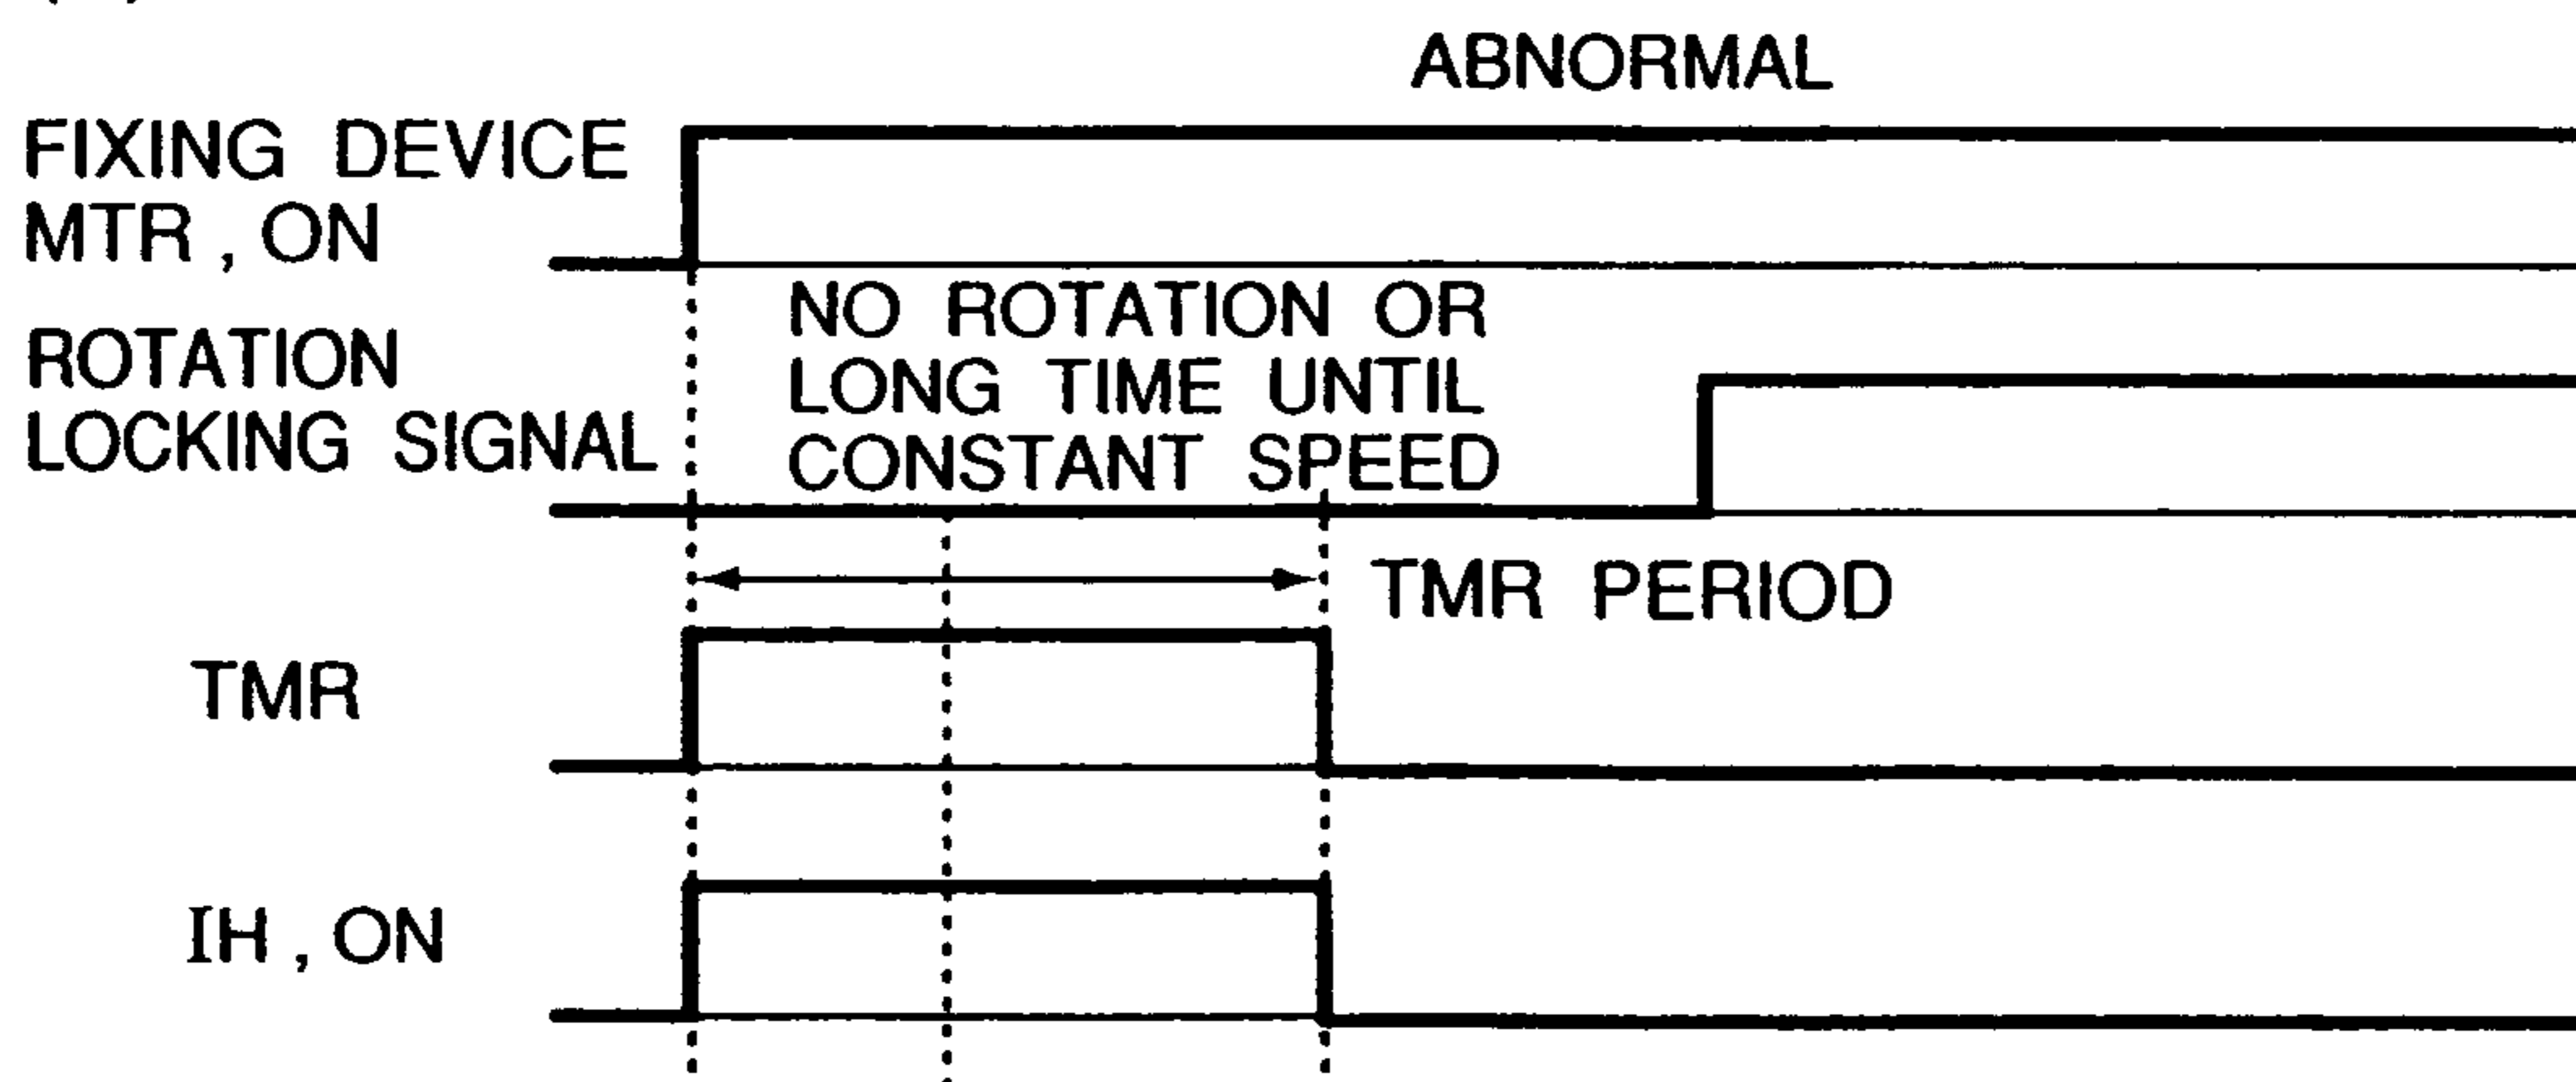 ABNORMAL
FIXING DEVICE
MTR , ON
NO ROTATION OR
LONG TIME UNTIL
CONSTANT SPEED
ROTATION
LOCKING SIGNAL
TMR PERIOD
TMR
IH , ON